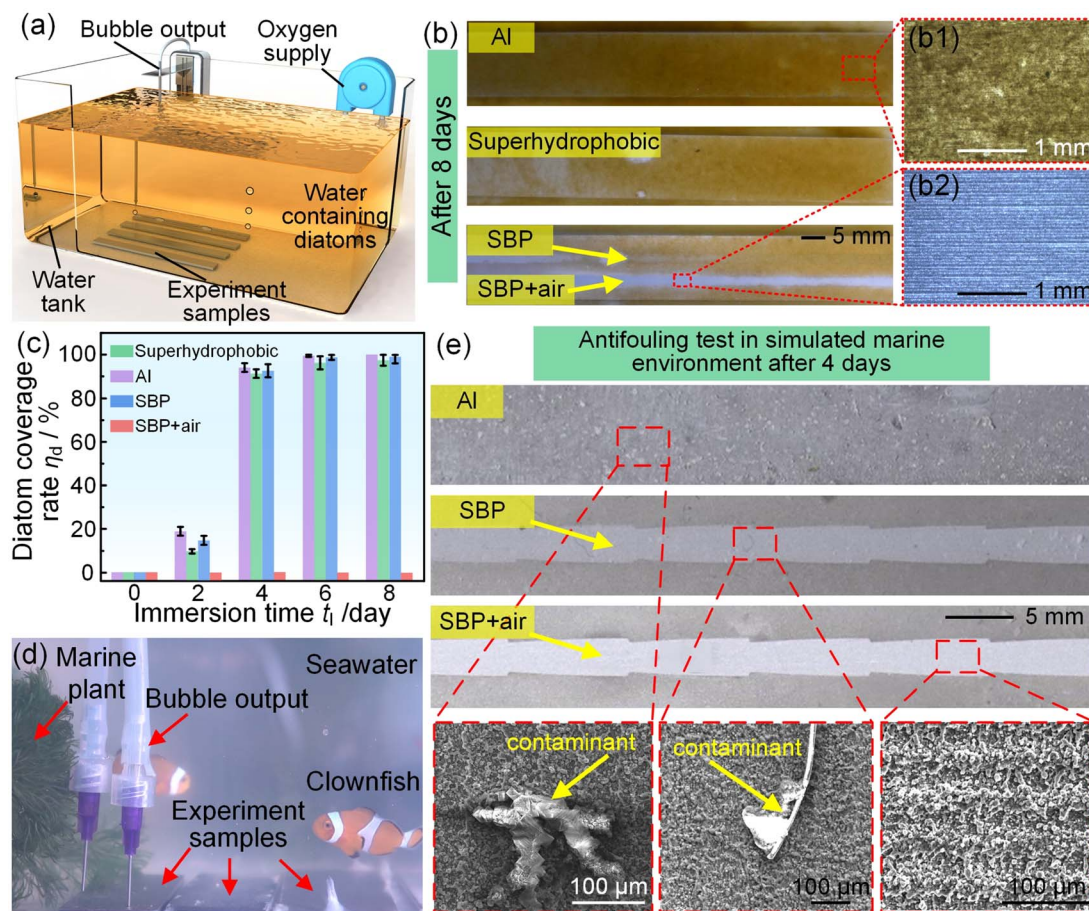 (a)
Bubble output
Oxygen
supply
Water
containing
diatoms
Water
tank
Experiment
samples
(b)
After 8 days
Al
Superhydrophobic
SBP
SBP+air
5 mm
(b1)
1 mm
(b2)
1 mm
(c)
Diatom coverage
rate ηd / %
100
80
60
40
20
0
Superhydrophobic
Al
SBP
SBP+air
0 2 4 6 8
Immersion time tI /day
(d)
Marine
plant
Bubble output
Seawater
Clownfish
Experiment
samples
(e)
Antifouling test in simulated marine
environment after 4 days
Al
SBP
SBP+air
5 mm
contaminant
100 μm
contaminant
100 μm
100 μm